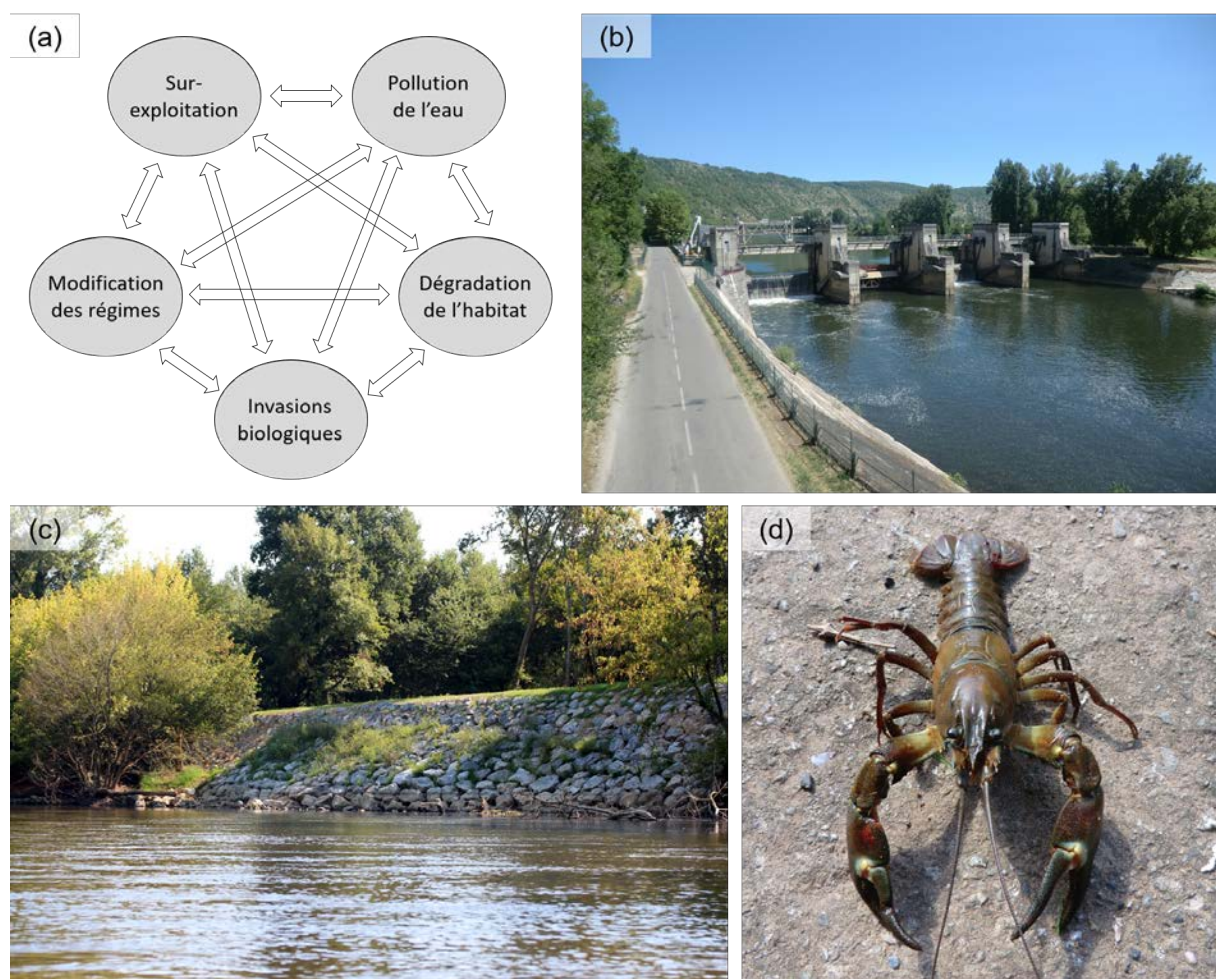 (a)
Sur-
exploitation
Pollution
de l'eau
Modification
des régimes
Dégradation
de l'habitat
Invasions
biologiques
(b)
(c)
(d)